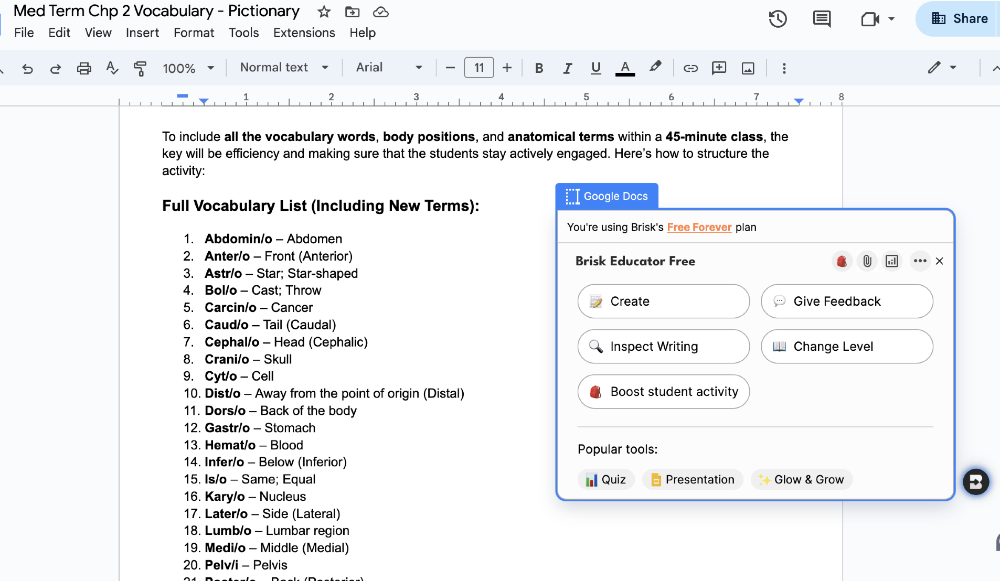 Med Term Chp 2 Vocabulary - Pictionary
File Edit View Insert Format Tools Extensions Help
Share
100% Normal text Arial 11 B I U A
1 2 3 4 5 6 7 8
To include all the vocabulary words, body positions, and anatomical terms within a 45-minute class, the
key will be efficiency and making sure that the students stay actively engaged. Here’s how to structure the
activity:
Full Vocabulary List (Including New Terms):
1. Abdomin/o – Abdomen
2. Anter/o – Front (Anterior)
3. Astr/o – Star; Star-shaped
4. Bol/o – Cast; Throw
5. Carcin/o – Cancer
6. Caud/o – Tail (Caudal)
7. Cephal/o – Head (Cephalic)
8. Crani/o – Skull
9. Cyt/o – Cell
10. Dist/o – Away from the point of origin (Distal)
11. Dors/o – Back of the body
12. Gastr/o – Stomach
13. Hemat/o – Blood
14. Infer/o – Below (Inferior)
15. Is/o – Same; Equal
16. Kary/o – Nucleus
17. Later/o – Side (Lateral)
18. Lumb/o – Lumbar region
19. Medi/o – Middle (Medial)
20. Pelv/i – Pelvis
21. Poster/o – Back (Posterior)
Google Docs
You're using Brisk's Free Forever plan
Brisk Educator Free
Create
Give Feedback
Inspect Writing
Change Level
Boost student activity
Popular tools:
Quiz
Presentation
Glow & Grow
B